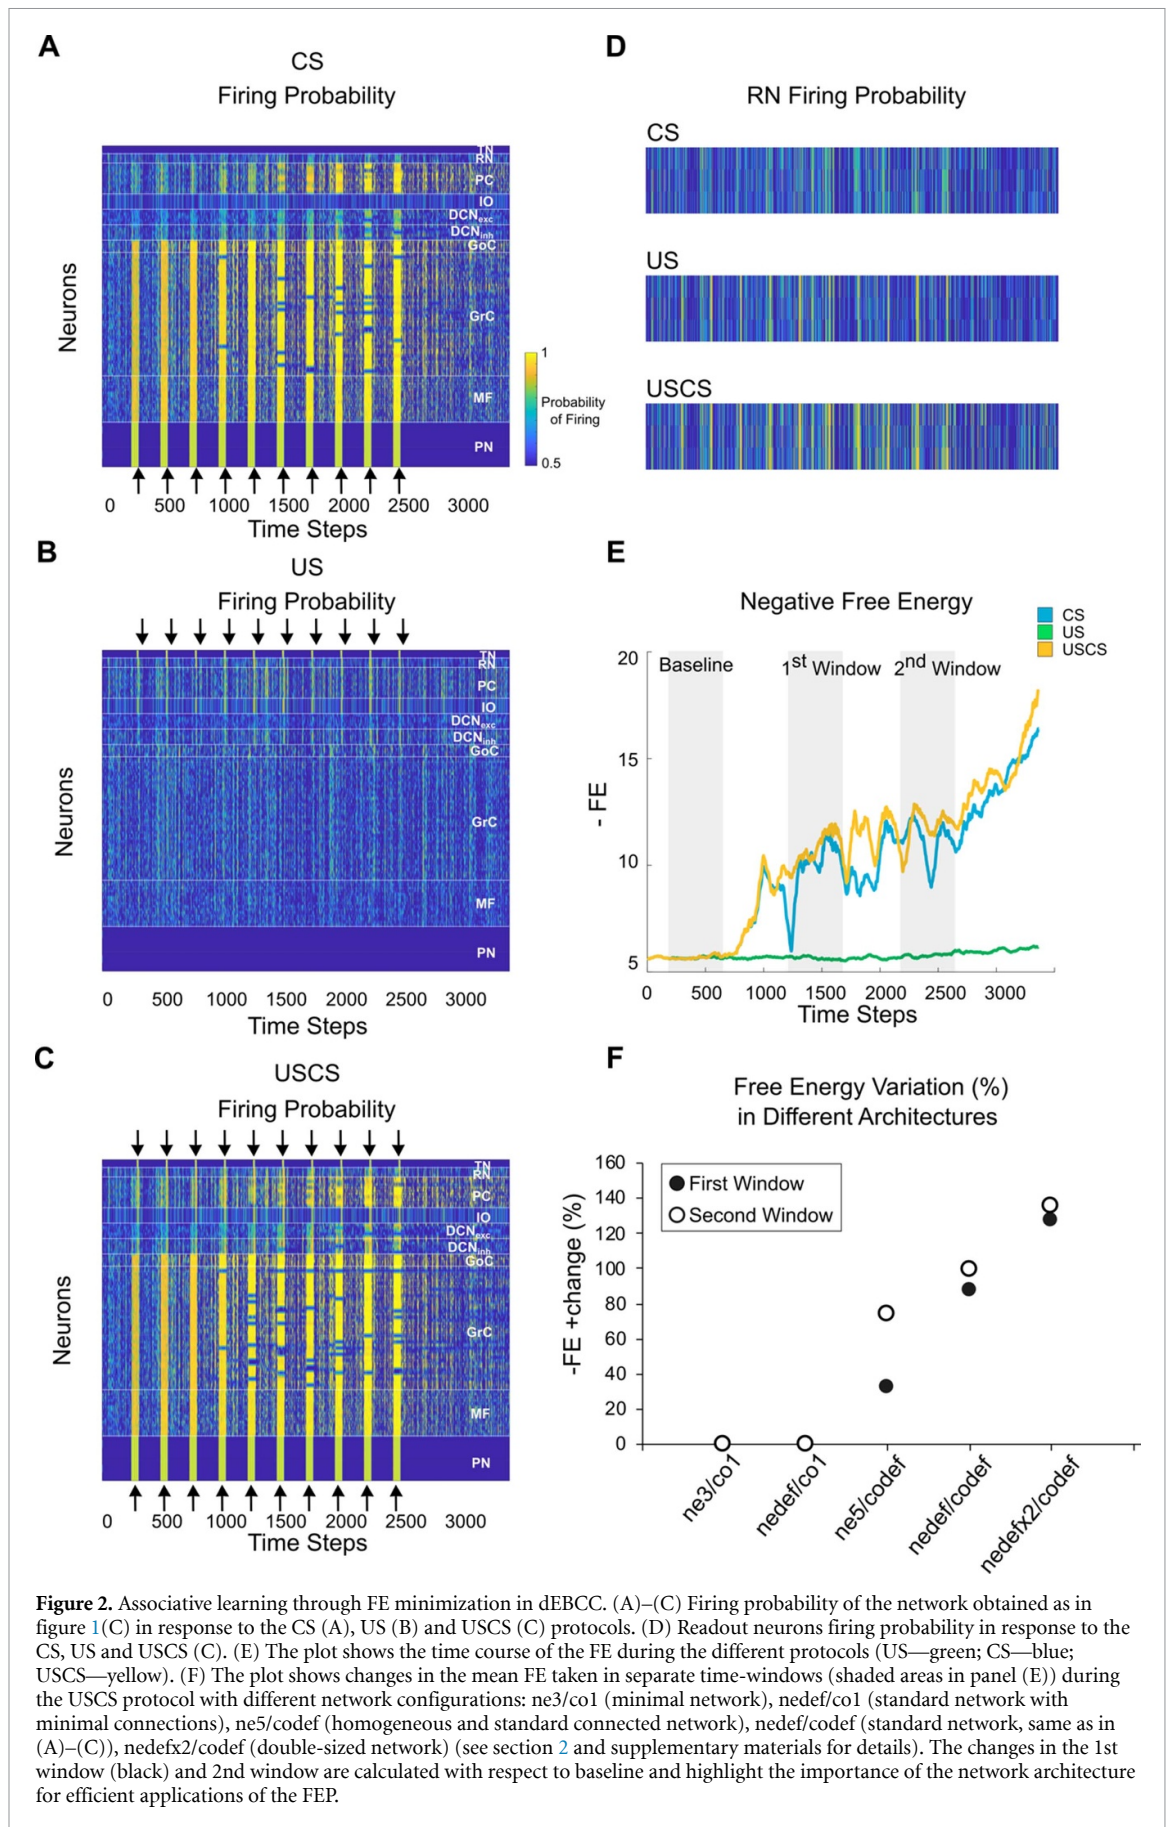 A
CS
Firing Probability
TN
RN
PC
IO
DCNexc
DCNinh
GoC
GrC
MF
PN
Neurons
1
Probability
of Firing
0.5
0 500 1000 1500 2000 2500 3000
Time Steps
B
US
Firing Probability
TN
RN
PC
IO
DCNexc
DCNinh
GoC
GrC
MF
PN
Neurons
0 500 1000 1500 2000 2500 3000
Time Steps
C
USCS
Firing Probability
TN
RN
PC
IO
DCNexc
DCNinh
GoC
GrC
MF
PN
Neurons
0 500 1000 1500 2000 2500 3000
Time Steps
D
RN Firing Probability
CS
US
USCS
E
Negative Free Energy
CS
US
USCS
Baseline 1st Window 2nd Window
20
15
10
5
- FE
0 500 1000 1500 2000 2500 3000
Time Steps
F
Free Energy Variation (%)
in Different Architectures
First Window
Second Window
160
140
120
100
80
60
40
20
0
-FE +change (%)
ne3/co1
nedef/co1
ne5/codef
nedef/codef
nedefx2/codef
Figure 2. Associative learning through FE minimization in dEBCC. (A)–(C) Firing probability of the network obtained as in
figure 1(C) in response to the CS (A), US (B) and USCS (C) protocols. (D) Readout neurons firing probability in response to the
CS, US and USCS (C). (E) The plot shows the time course of the FE during the different protocols (US—green; CS—blue;
USCS—yellow). (F) The plot shows changes in the mean FE taken in separate time-windows (shaded areas in panel (E)) during
the USCS protocol with different network configurations: ne3/co1 (minimal network), nedef/co1 (standard network with
minimal connections), ne5/codef (homogeneous and standard connected network), nedef/codef (standard network, same as in
(A)–(C)), nedefx2/codef (double-sized network) (see section 2 and supplementary materials for details). The changes in the 1st
window (black) and 2nd window are calculated with respect to baseline and highlight the importance of the network architecture
for efficient applications of the FEP.